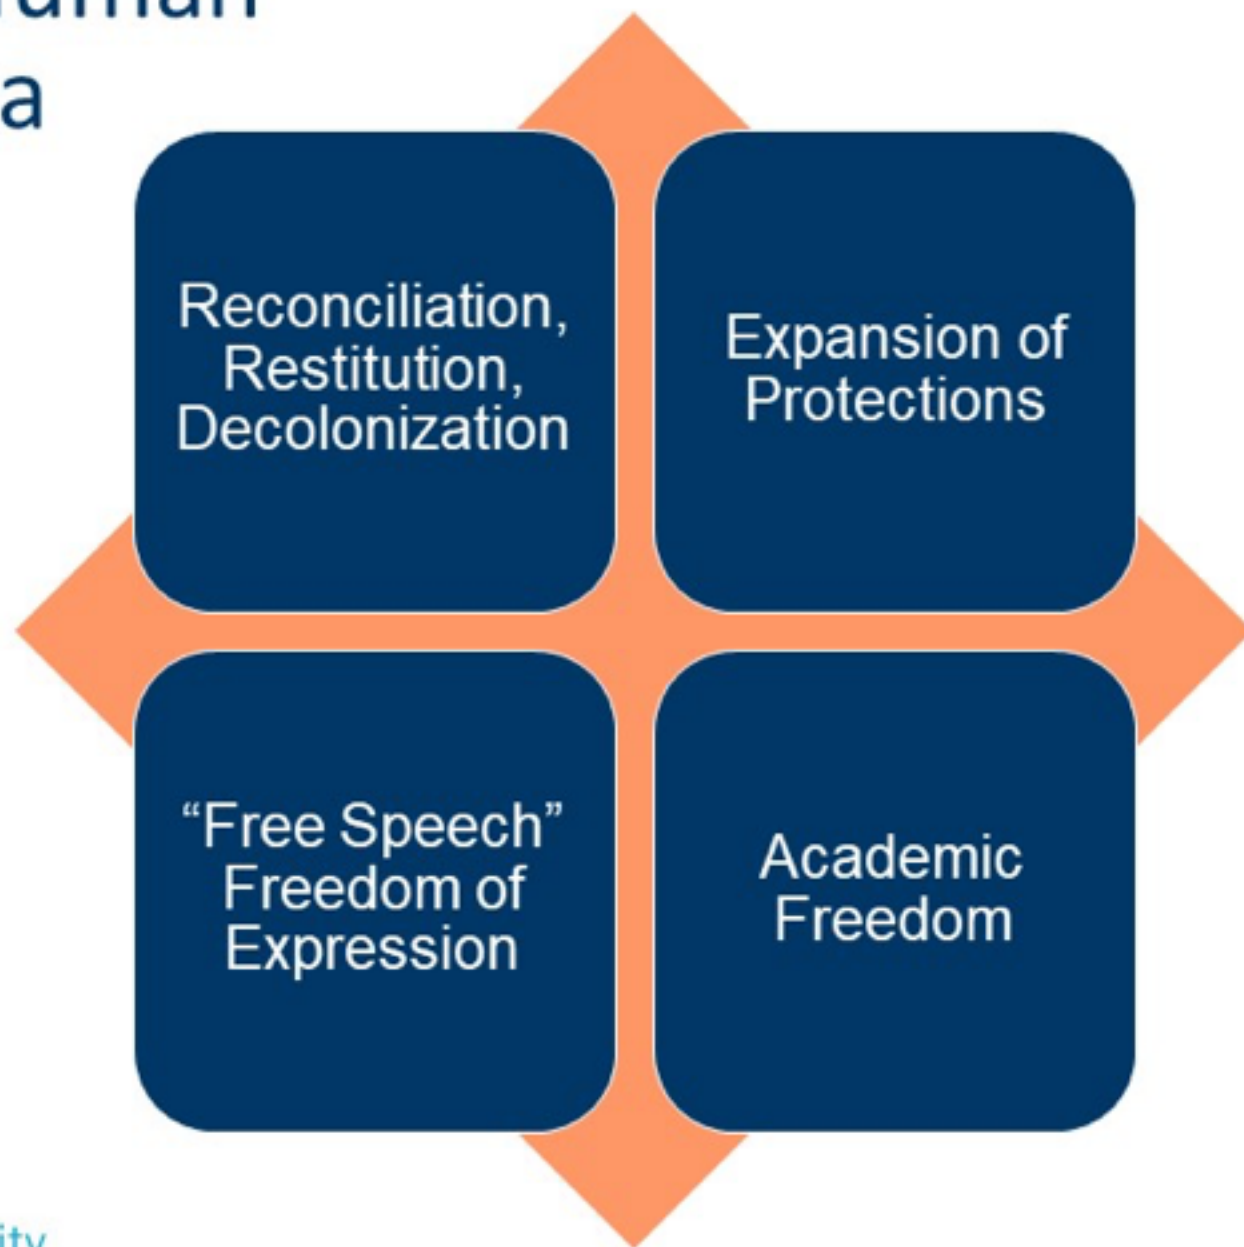 a
Reconciliation,
Restitution,
Decolonization
Expansion of
Protections
“Free Speech”
Freedom of
Expression
Academic
Freedom